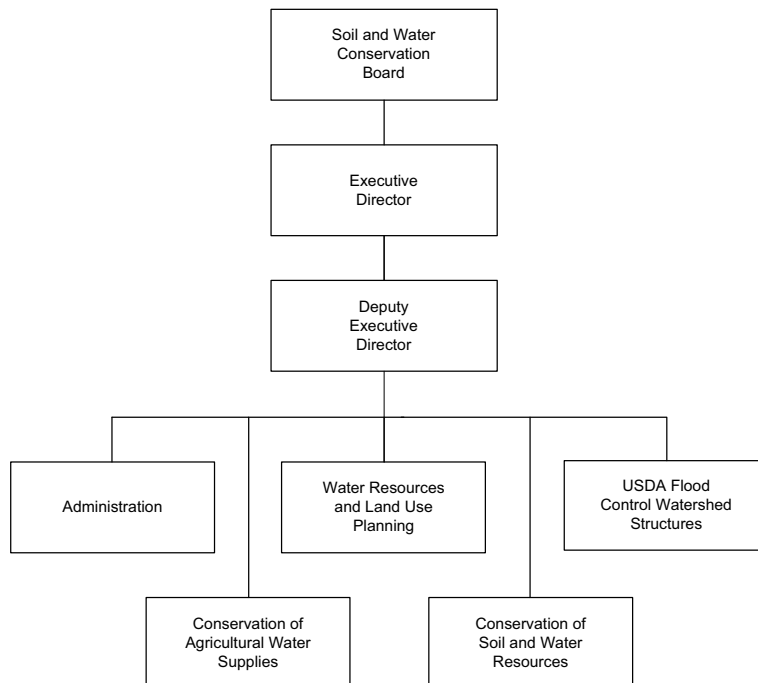 Soil and Water
Conservation
Board
Executive
Director
Deputy
Executive
Director
Administration
Water Resources
and Land Use
Planning
USDA Flood
Control Watershed
Structures
Conservation of
Agricultural Water
Supplies
Conservation of
Soil and Water
Resources